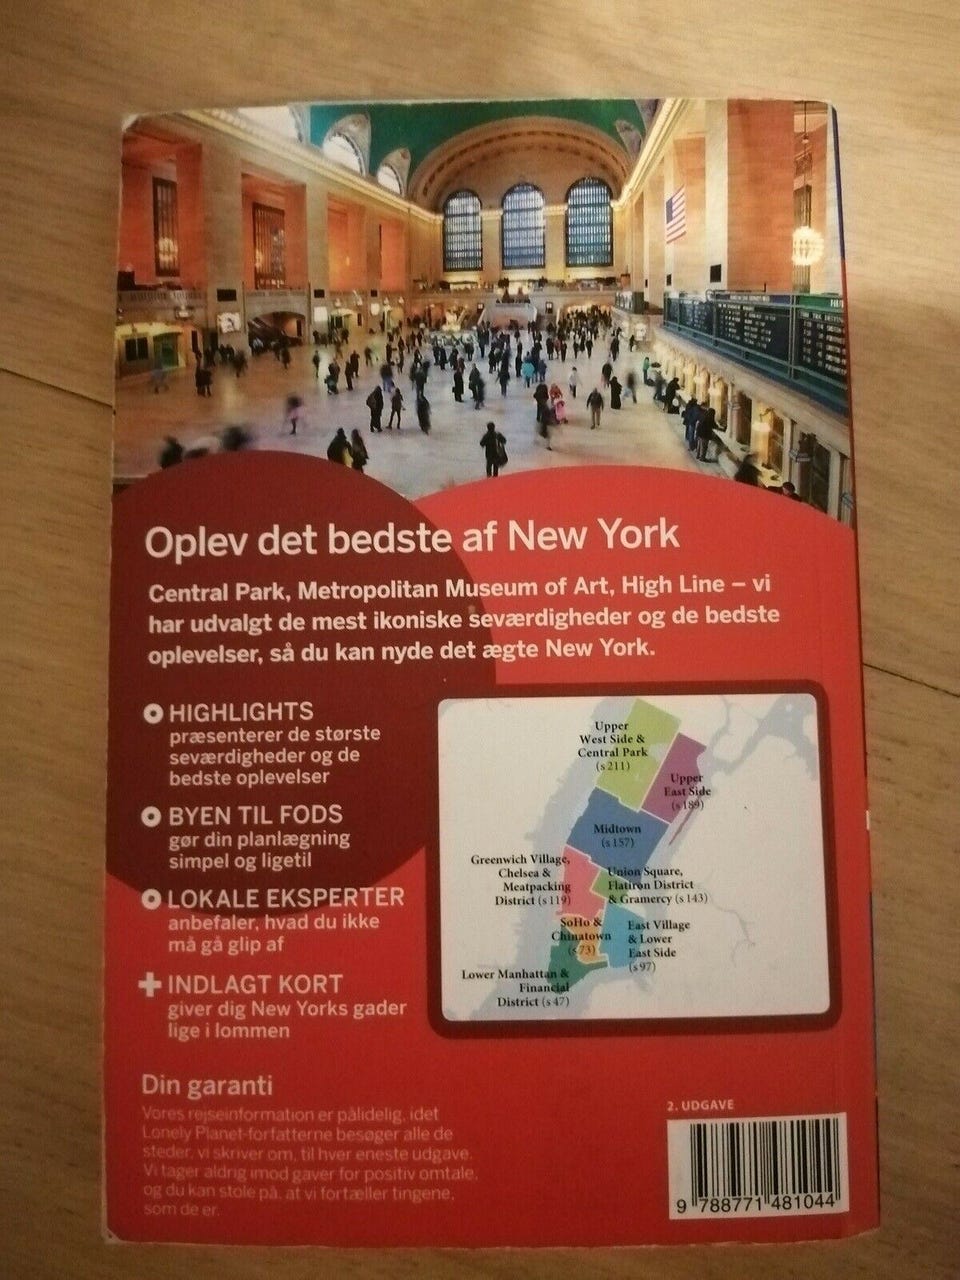 Oplev det bedste af New York
Central Park, Metropolitan Museum of Art, High Line – vi
har udvalgt de mest ikoniske seværdigheder og de bedste
oplevelser, så du kan nyde det ægte New York.
HIGHLIGHTS
præsenterer de største
seværdigheder og de
bedste oplevelser
BYEN TIL FODS
gør din planlægning
simpel og ligetil
LOKALE EKSPERTER
anbefaler, hvad du ikke
må gå glip af
INDLAGT KORT
giver dig New Yorks gader
lige i lommen
Upper
West Side &
Central Park
(s 211)
Upper
East Side
(s 189)
Midtown
(s 157)
Greenwich Village,
Chelsea &
Meatpacking
District (s 119)
Union Square,
Flatiron District
& Gramercy (s 143)
SoHo &
Chinatown
(s 73)
East Village
& Lower
East Side
(s 97)
Lower Manhattan &
Financial
District (s 47)
Din garanti
Vores rejseinformation er pålidelig, idet
Lonely Planet-forfatterne besøger alle de
steder, vi skriver om, til hver eneste udgave.
Vi tager aldrig imod gaver for positiv omtale,
og du kan stole på, at vi fortæller tingene,
som de er.
2. UDGAVE
9 788771 481044